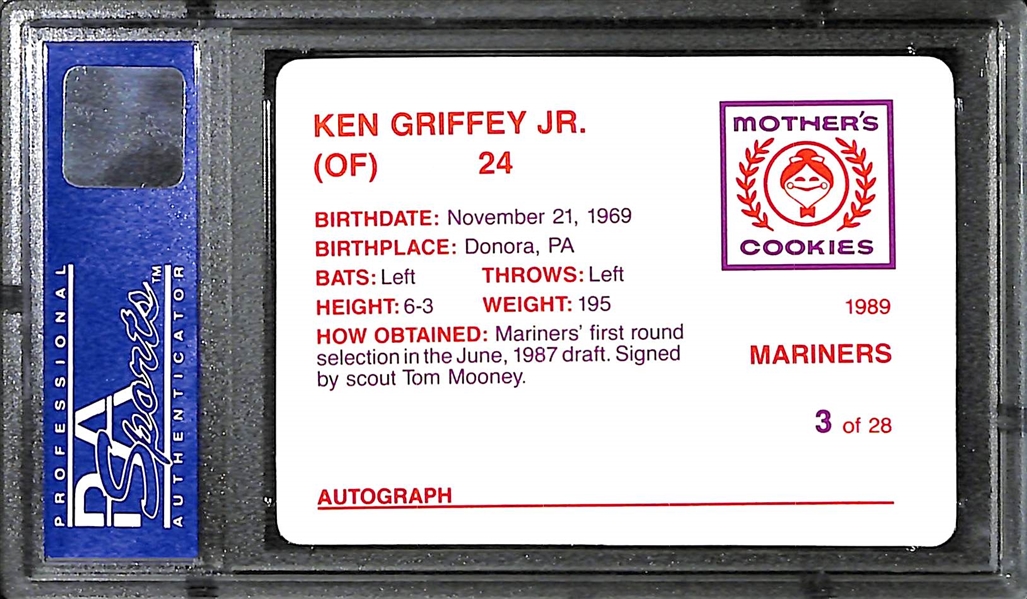 PROFESSIONAL
PSA
Sports™
AUTHENTICATOR
KEN GRIFFEY JR.
(OF) 24
BIRTHDATE: November 21, 1969
BIRTHPLACE: Donora, PA
BATS: Left THROWS: Left
HEIGHT: 6-3 WEIGHT: 195
HOW OBTAINED: Mariners' first round
selection in the June, 1987 draft. Signed
by scout Tom Mooney.
AUTOGRAPH
MOTHER'S
COOKIES
1989
MARINERS
3 of 28